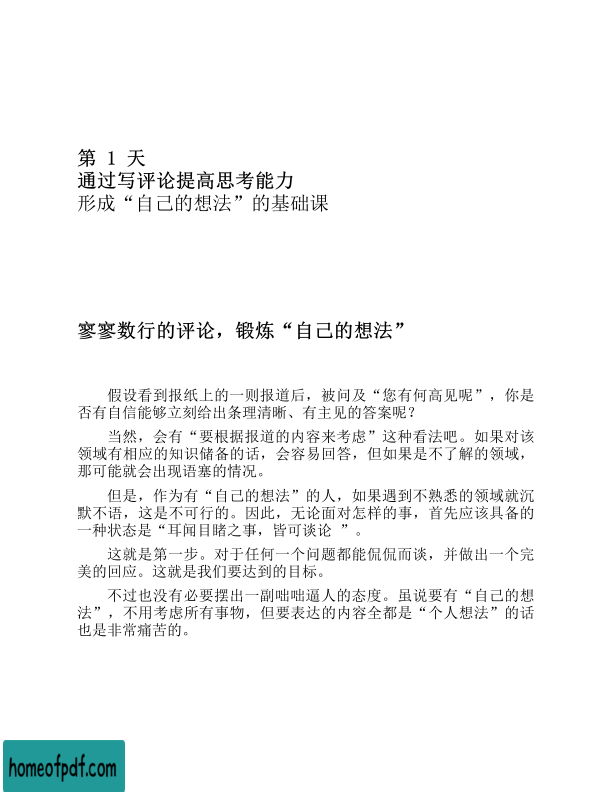 第 1 天
通过写评论提高思考能力
形成“自己的想法”的基础课
寥寥数行的评论，锻炼“自己的想法”
假设看到报纸上的一则报道后，被问及“您有何高见呢”，你是
否有自信能够立刻给出条理清晰、有主见的答案呢？
当然，会有“要根据报道的内容来考虑”这种看法吧。如果对该
领域有相应的知识储备的话，会容易回答，但如果是不了解的领域，
那可能就会出现语塞的情况。
但是，作为有“自己的想法”的人，如果遇到不熟悉的领域就沉
默不语，这是不可行的。因此，无论面对怎样的事，首先应该具备的
一种状态是“耳闻目睹之事，皆可谈论 ”。
这就是第一步。对于任何一个问题都能侃侃而谈，并做出一个完
美的回应。这就是我们要达到的目标。
不过也没有必要摆出一副咄咄逼人的态度。虽说要有“自己的想
法”，不用考虑所有事物，但要表达的内容全都是“个人想法”的话
也是非常痛苦的。
homeofpdf.com